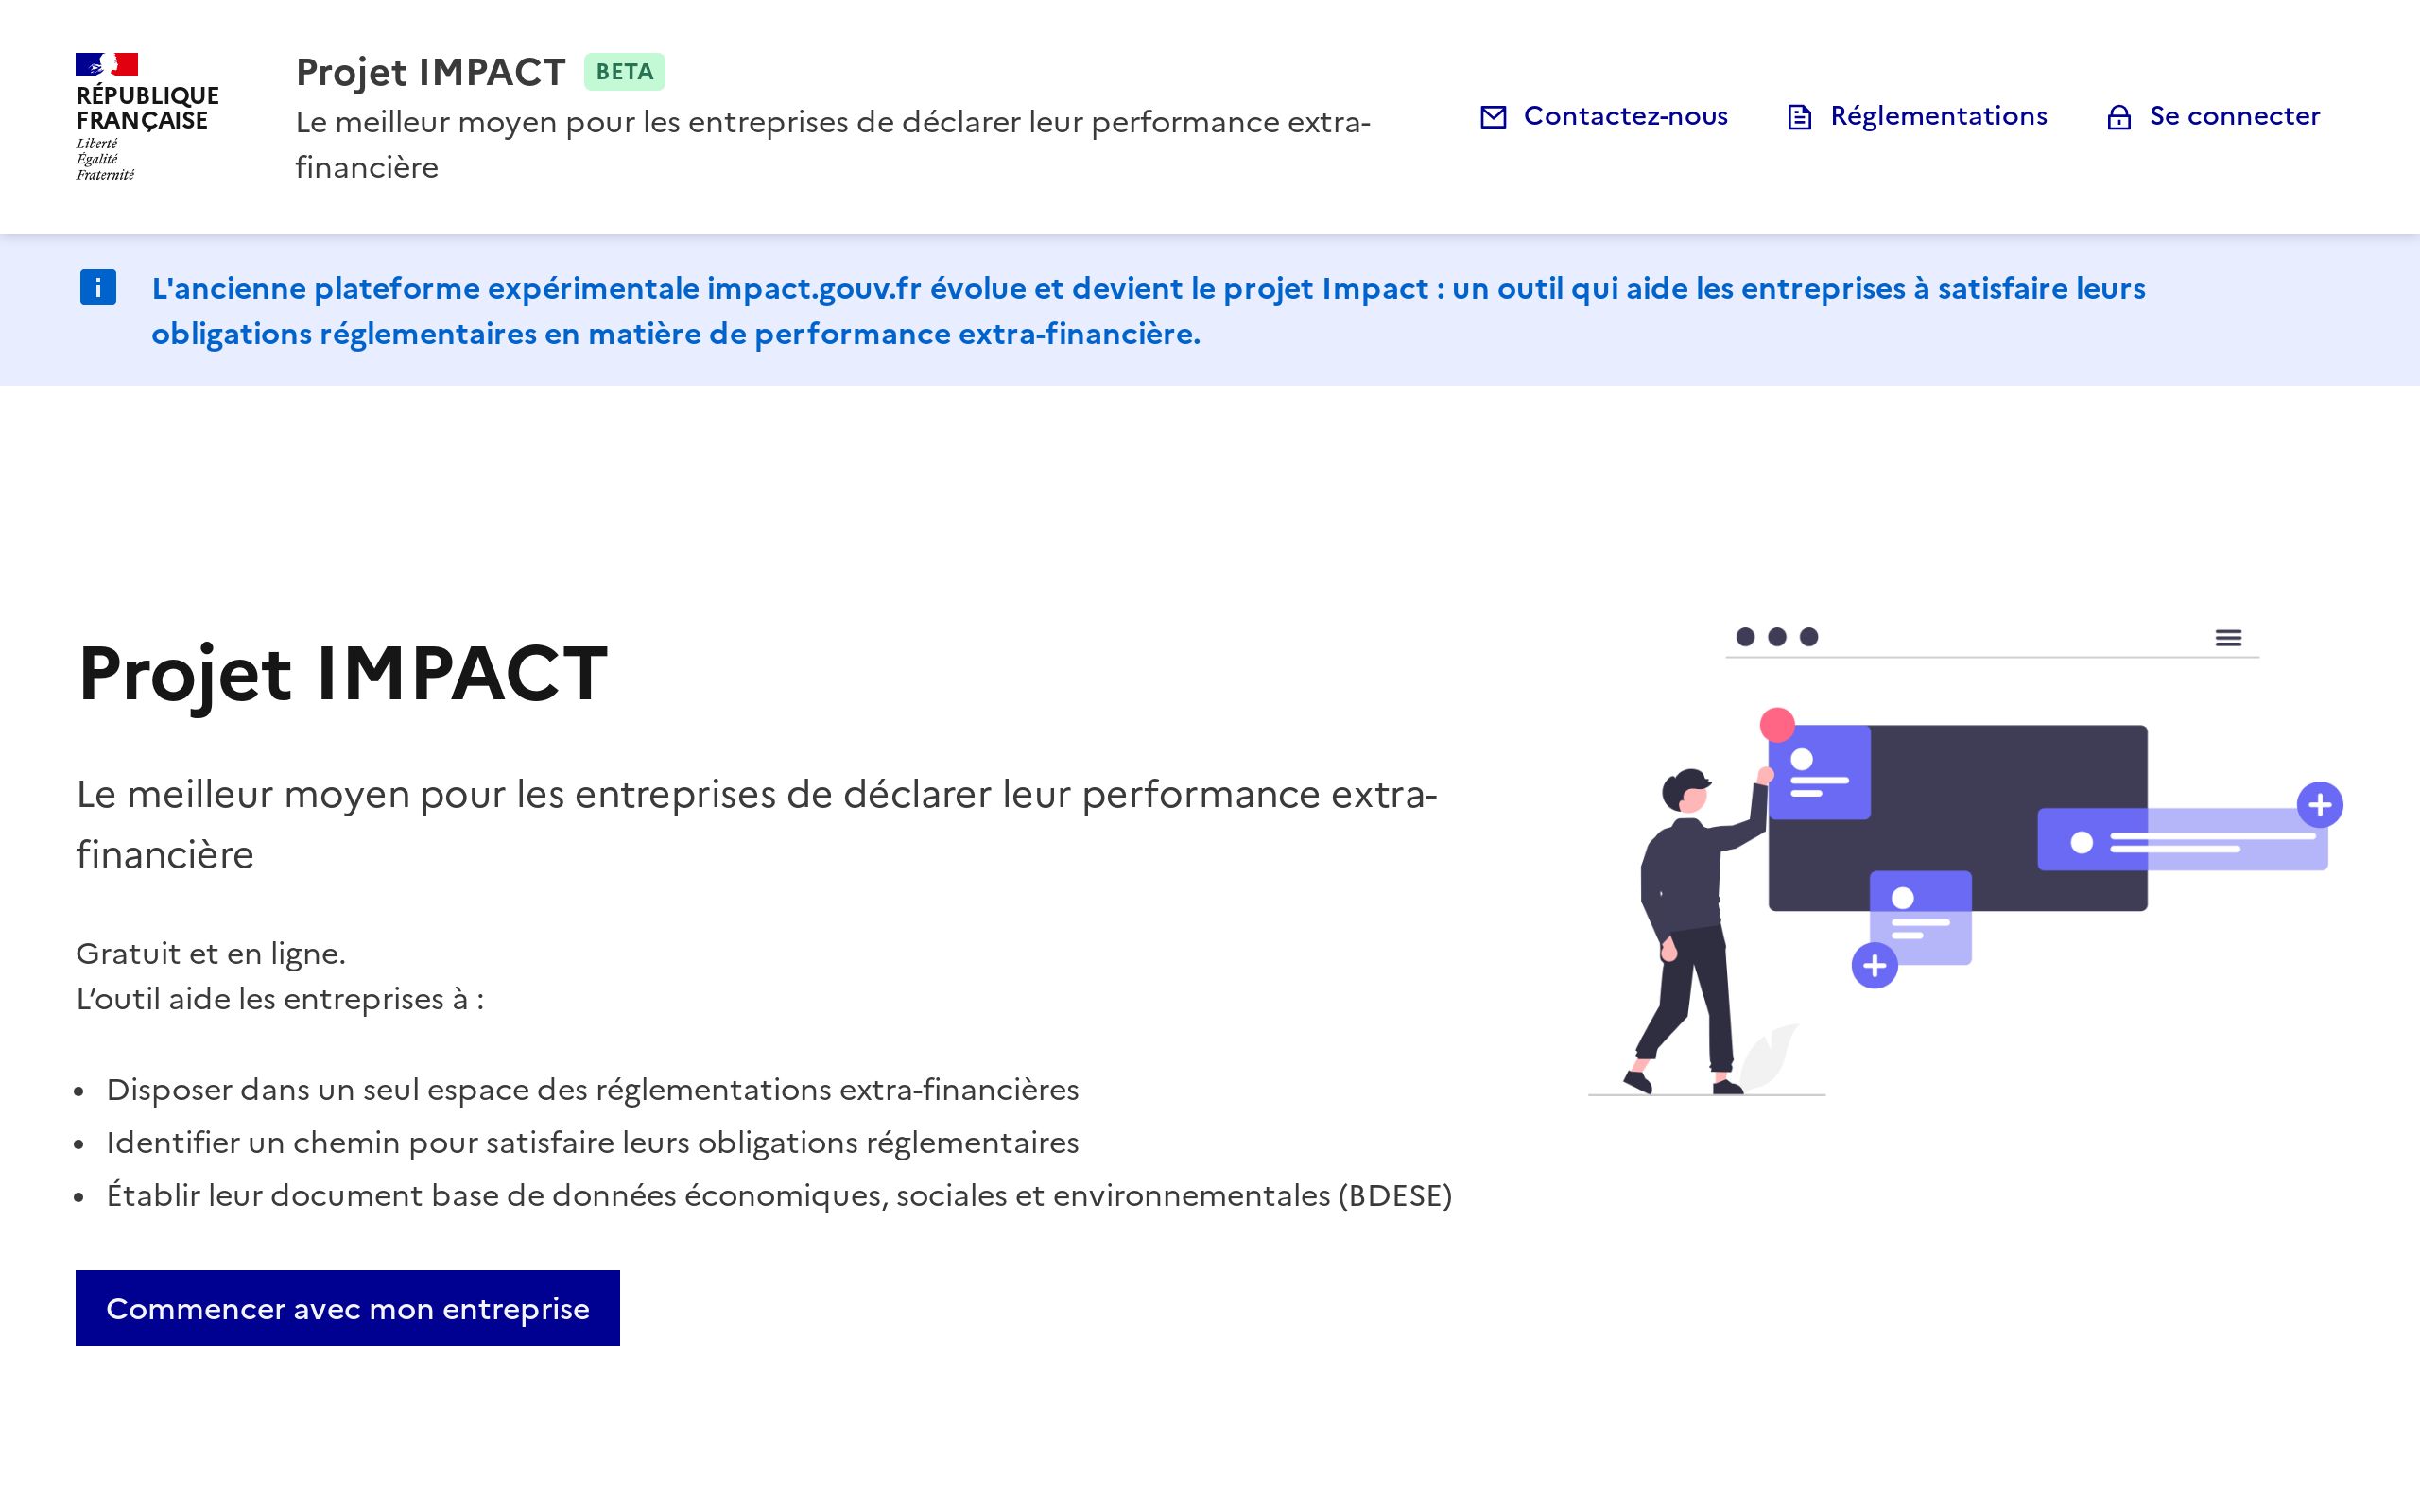 RÉPUBLIQUE
FRANÇAISE
Liberté
Égalité
Fraternité
Projet IMPACT BETA
Le meilleur moyen pour les entreprises de déclarer leur performance extra-
financière
Contactez-nous
Réglementations
Se connecter
L'ancienne plateforme expérimentale impact.gouv.fr évolue et devient le projet Impact : un outil qui aide les entreprises à satisfaire leurs
obligations réglementaires en matière de performance extra-financière.
Projet IMPACT
Le meilleur moyen pour les entreprises de déclarer leur performance extra-
financière
Gratuit et en ligne.
L’outil aide les entreprises à :
• Disposer dans un seul espace des réglementations extra-financières
• Identifier un chemin pour satisfaire leurs obligations réglementaires
• Établir leur document base de données économiques, sociales et environnementales (BDESE)
Commencer avec mon entreprise